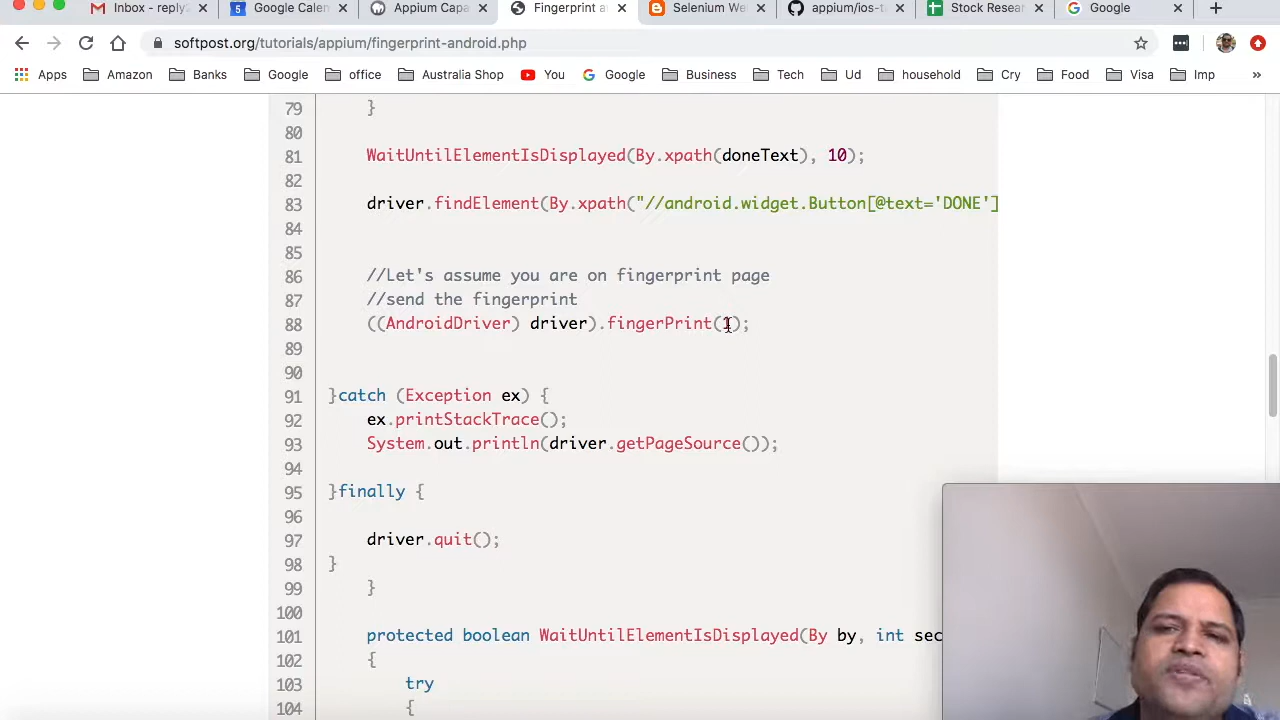 Inbox - reply2
Google Calen
Appium Capa
Fingerprint a
Selenium We
appium/ios-t
Stock Resea
Google
softpost.org/tutorials/appium/fingerprint-android.php
Apps
Amazon
Banks
Google
office
Australia Shop
You
Google
Business
Tech
Ud
household
Cry
Food
Visa
Imp
»
79 }
80
81 WaitUntilElementIsDisplayed(By.xpath(doneText), 10);
82
83 driver.findElement(By.xpath("//android.widget.Button[@text='DONE']
84
85
86 //Let's assume you are on fingerprint page
87 //send the fingerprint
88 ((AndroidDriver) driver).fingerPrint(1);
89
90
91 }catch (Exception ex) {
92 ex.printStackTrace();
93 System.out.println(driver.getPageSource());
94
95 }finally {
96
97 driver.quit();
98 }
99 }
100
101 protected boolean WaitUntilElementIsDisplayed(By by, int sec
102 {
103 try
104 {